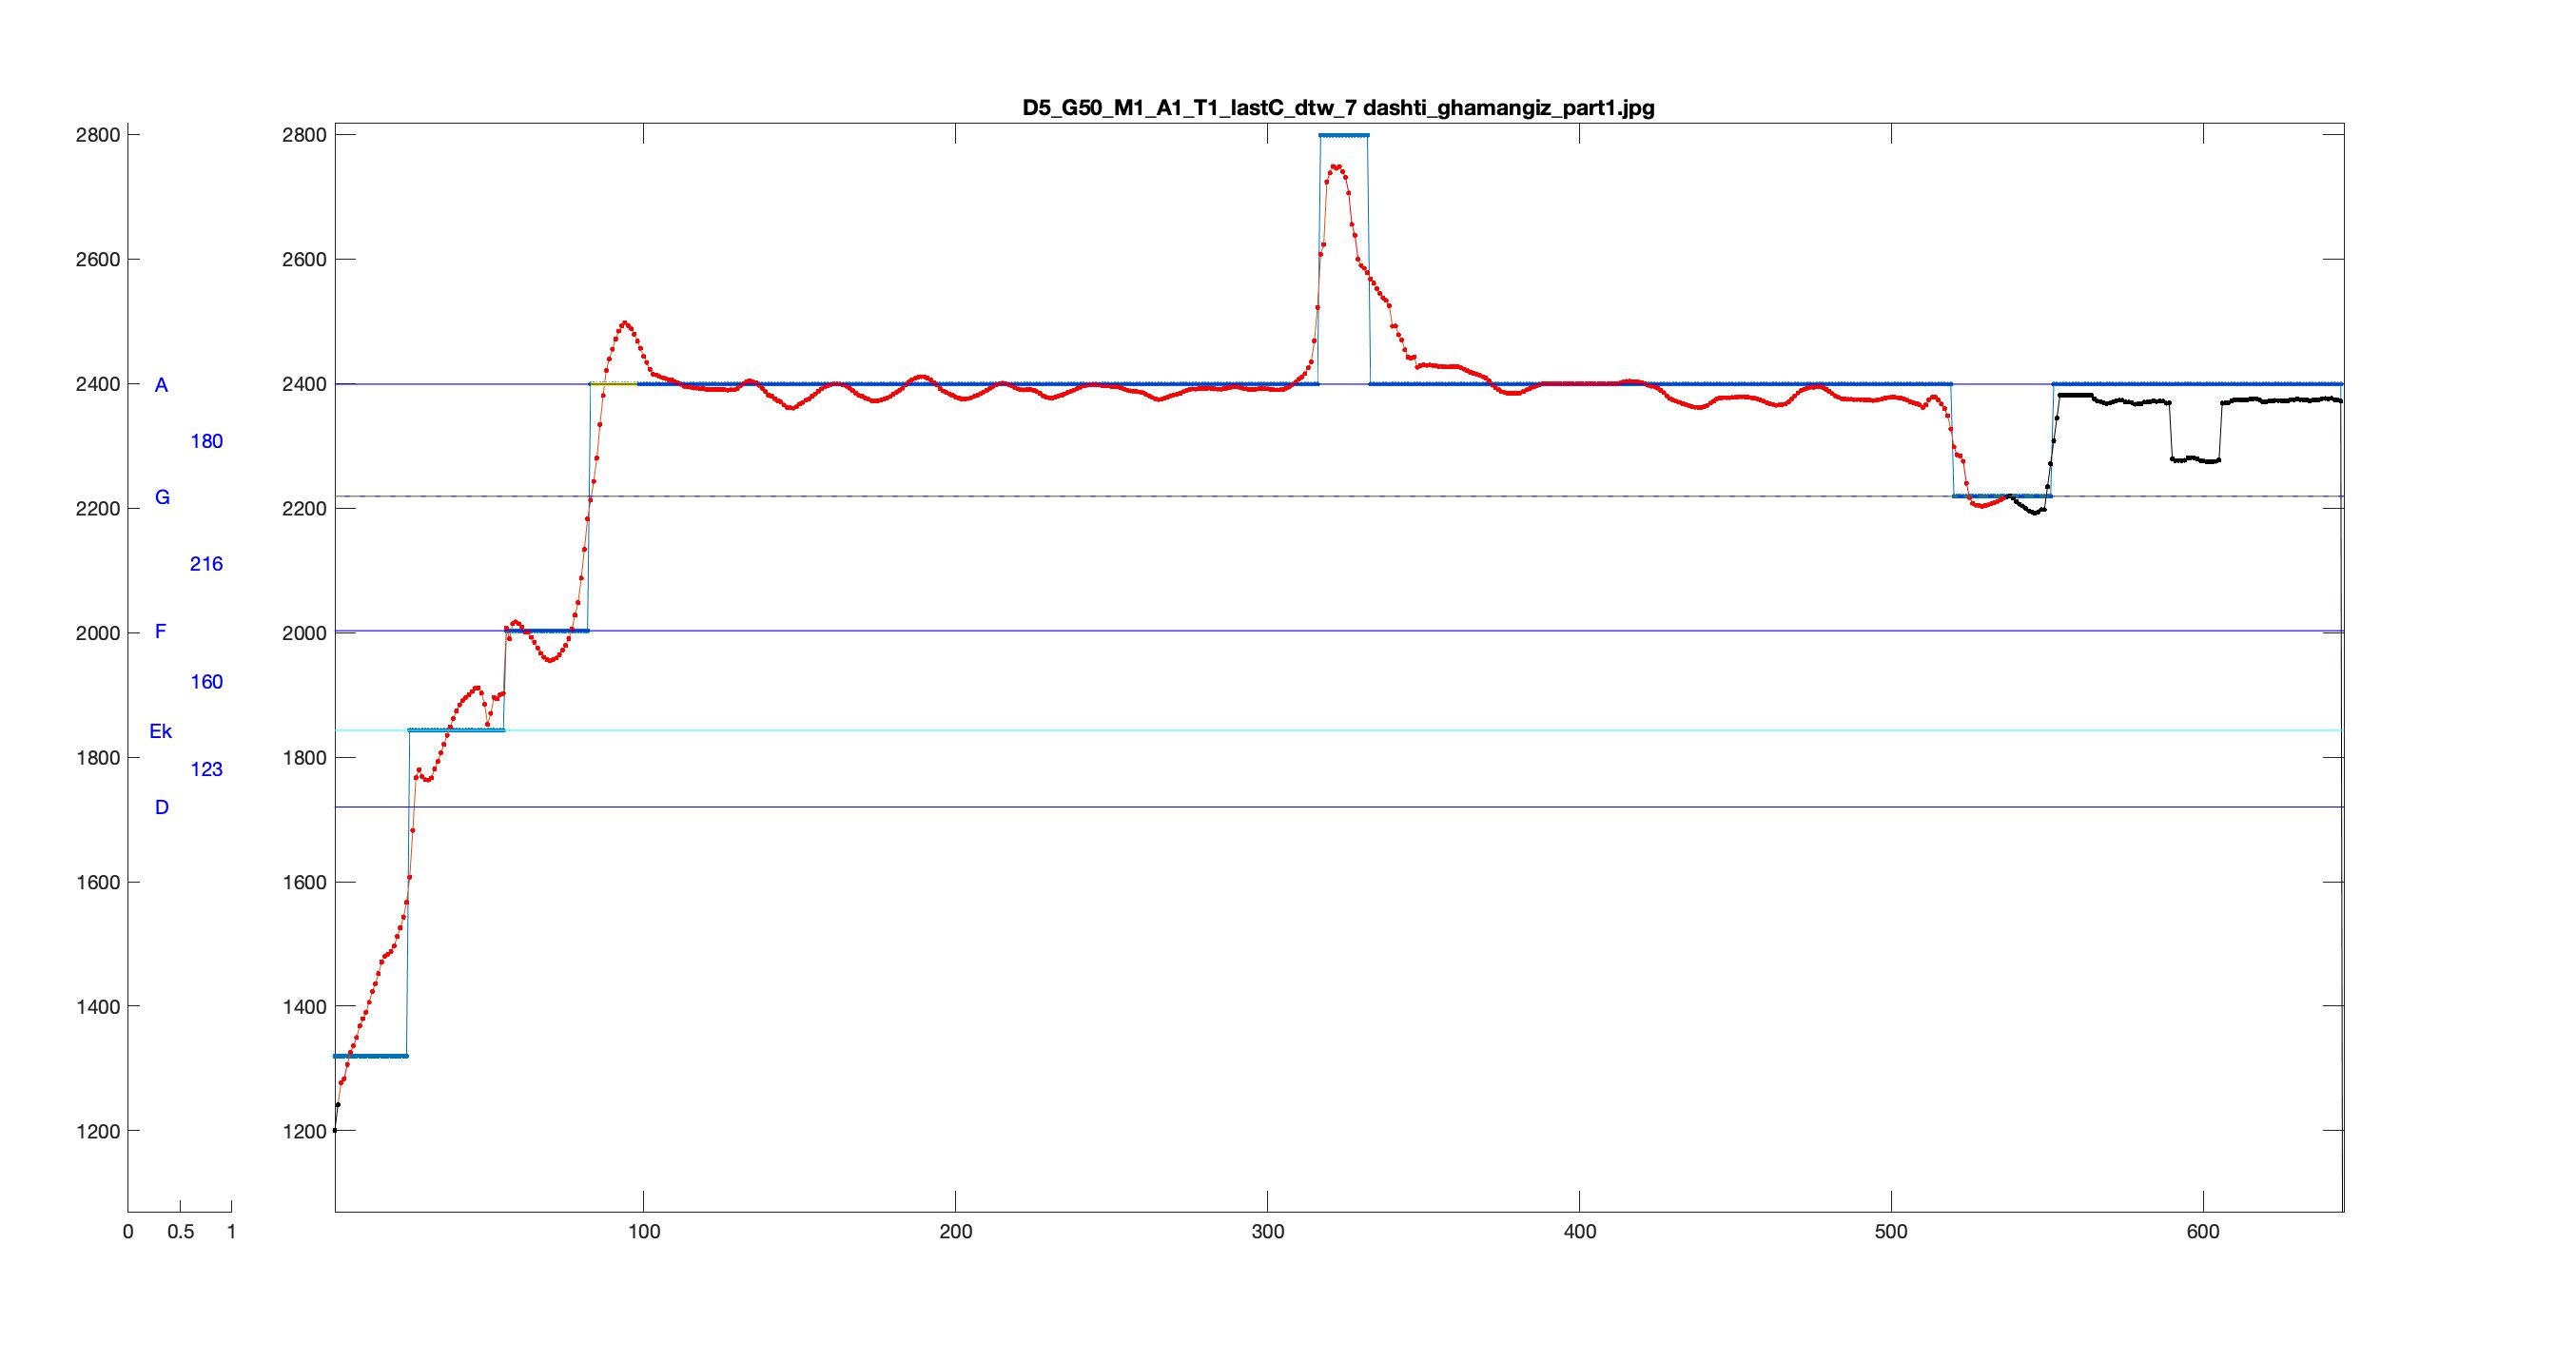 D5_G50_M1_A1_T1_lastC_dtw_7 dashti_ghamangiz_part1.jpg
2800 2800
2600 2600
2400 A 2400
180
G
2200 2200
216
2000 F 2000
160
Ek
1800 1800
123
D
1600 1600
1400 1400
1200 1200
0 0.5 1 100 200 300 400 500 600